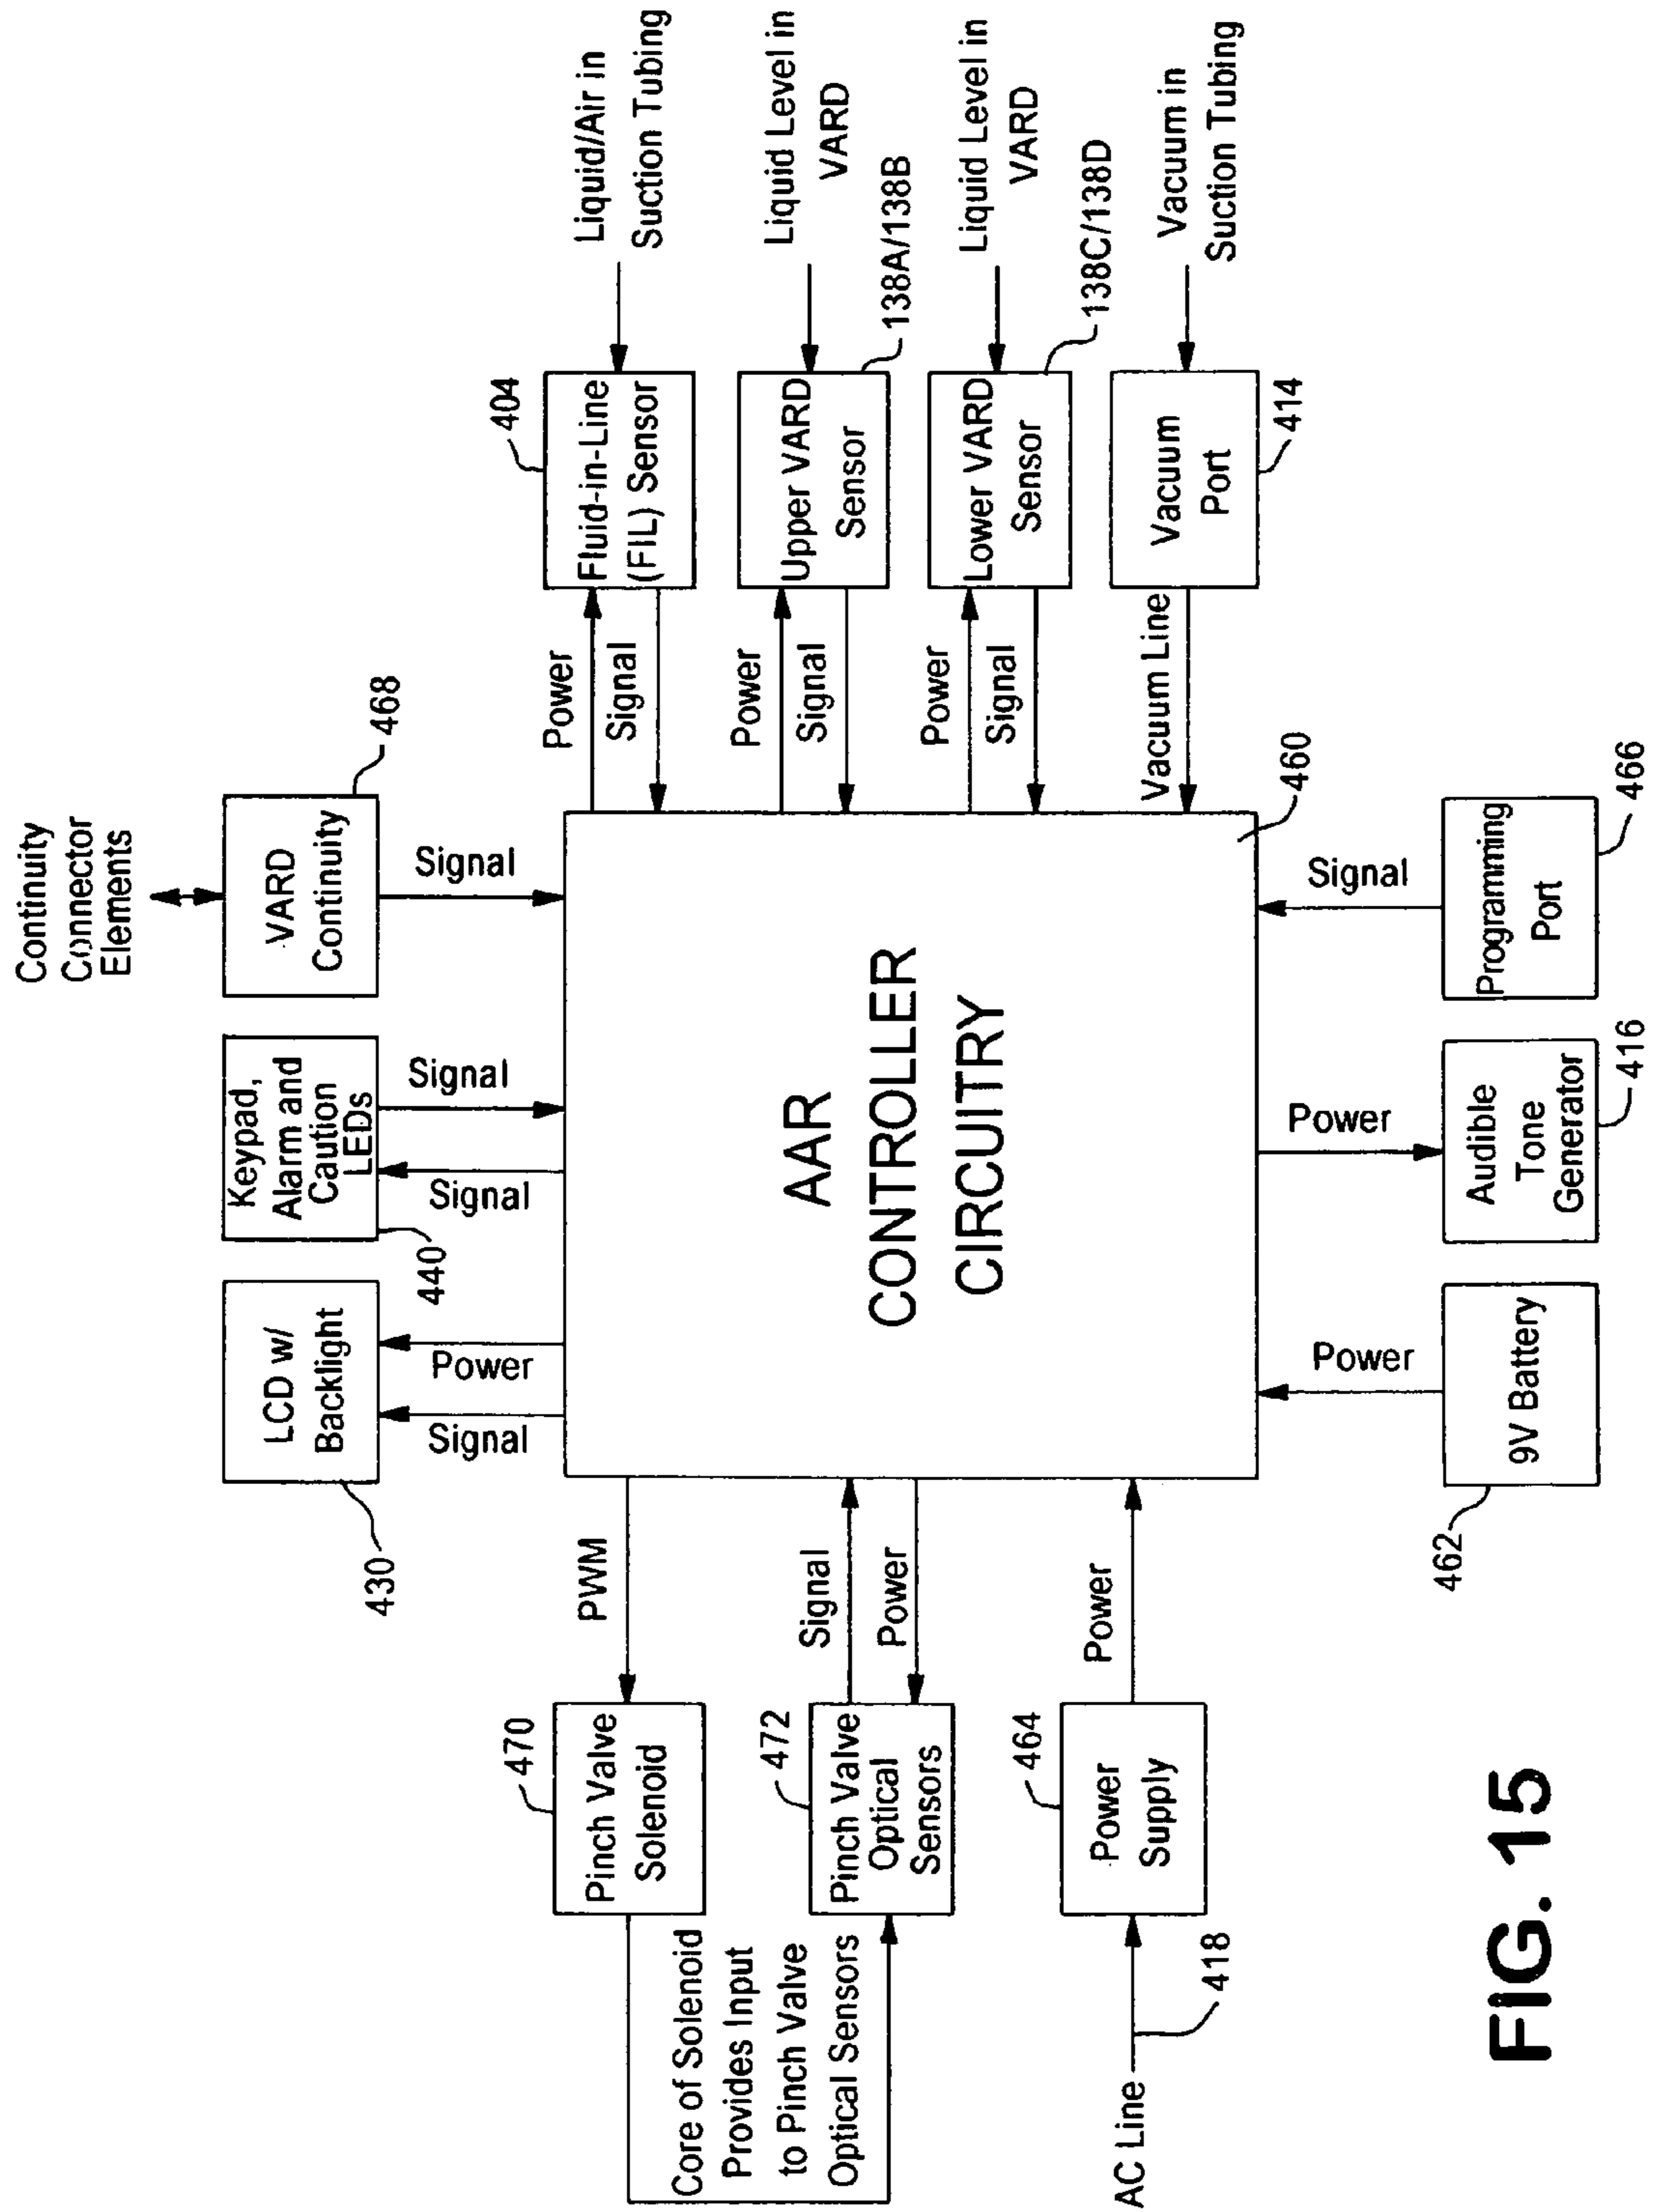 Continuity
Connector
Elements
468
VARD
Continuity
Signal
Keypad,
Alarm and
Caution
LEDs
440
Signal
Signal
LCD w/
Backlight
430
Power
Signal
404
Fluid-in-Line
(FIL) Sensor
Liquid/Air in
Suction Tubing
Power
Signal
Upper VARD
Sensor
138A/138B
Liquid Level in
VARD
Power
Signal
Lower VARD
Sensor
138C/138D
Liquid Level in
VARD
Power
Signal
Vacuum
Port
414
Vacuum in
Suction Tubing
Vacuum Line
AAR
CONTROLLER
CIRCUITRY
460
PWM
470
Pinch Valve
Solenoid
Core of Solenoid
Provides Input
to Pinch Valve
Optical Sensors
472
Pinch Valve
Optical
Sensors
Signal
Power
464
Power
Supply
Power
AC Line
418
Power
9V Battery
462
Power
Audible
Tone
Generator
416
Signal
Programming
Port
466
FIG. 15